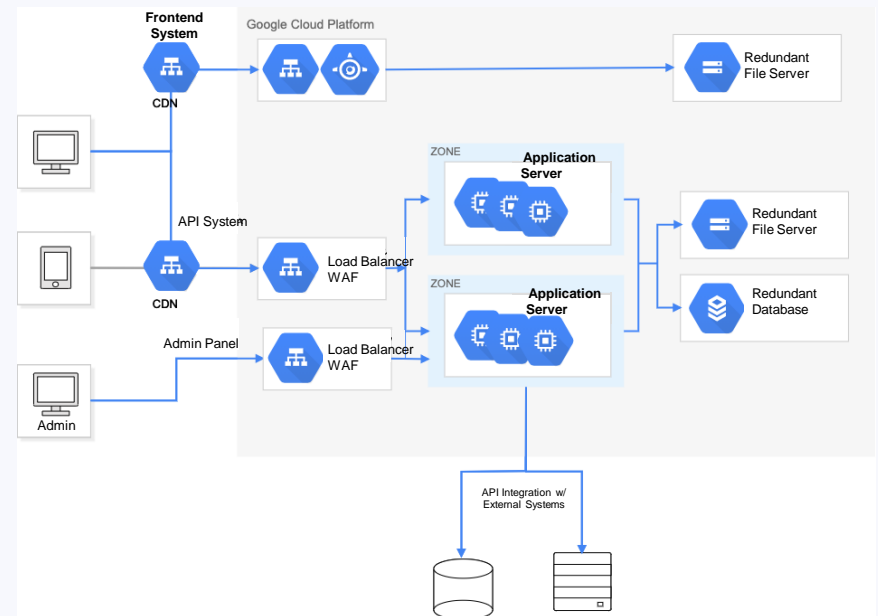 Frontend
System
Google Cloud Platform
CDN
Redundant
File Server
ZONE
Application
Server
API System
Load Balancer
WAF
CDN
Redundant
File Server
ZONE
Application
Server
Redundant
Database
Admin Panel
Load Balancer
WAF
Admin
API Integration w/
External Systems